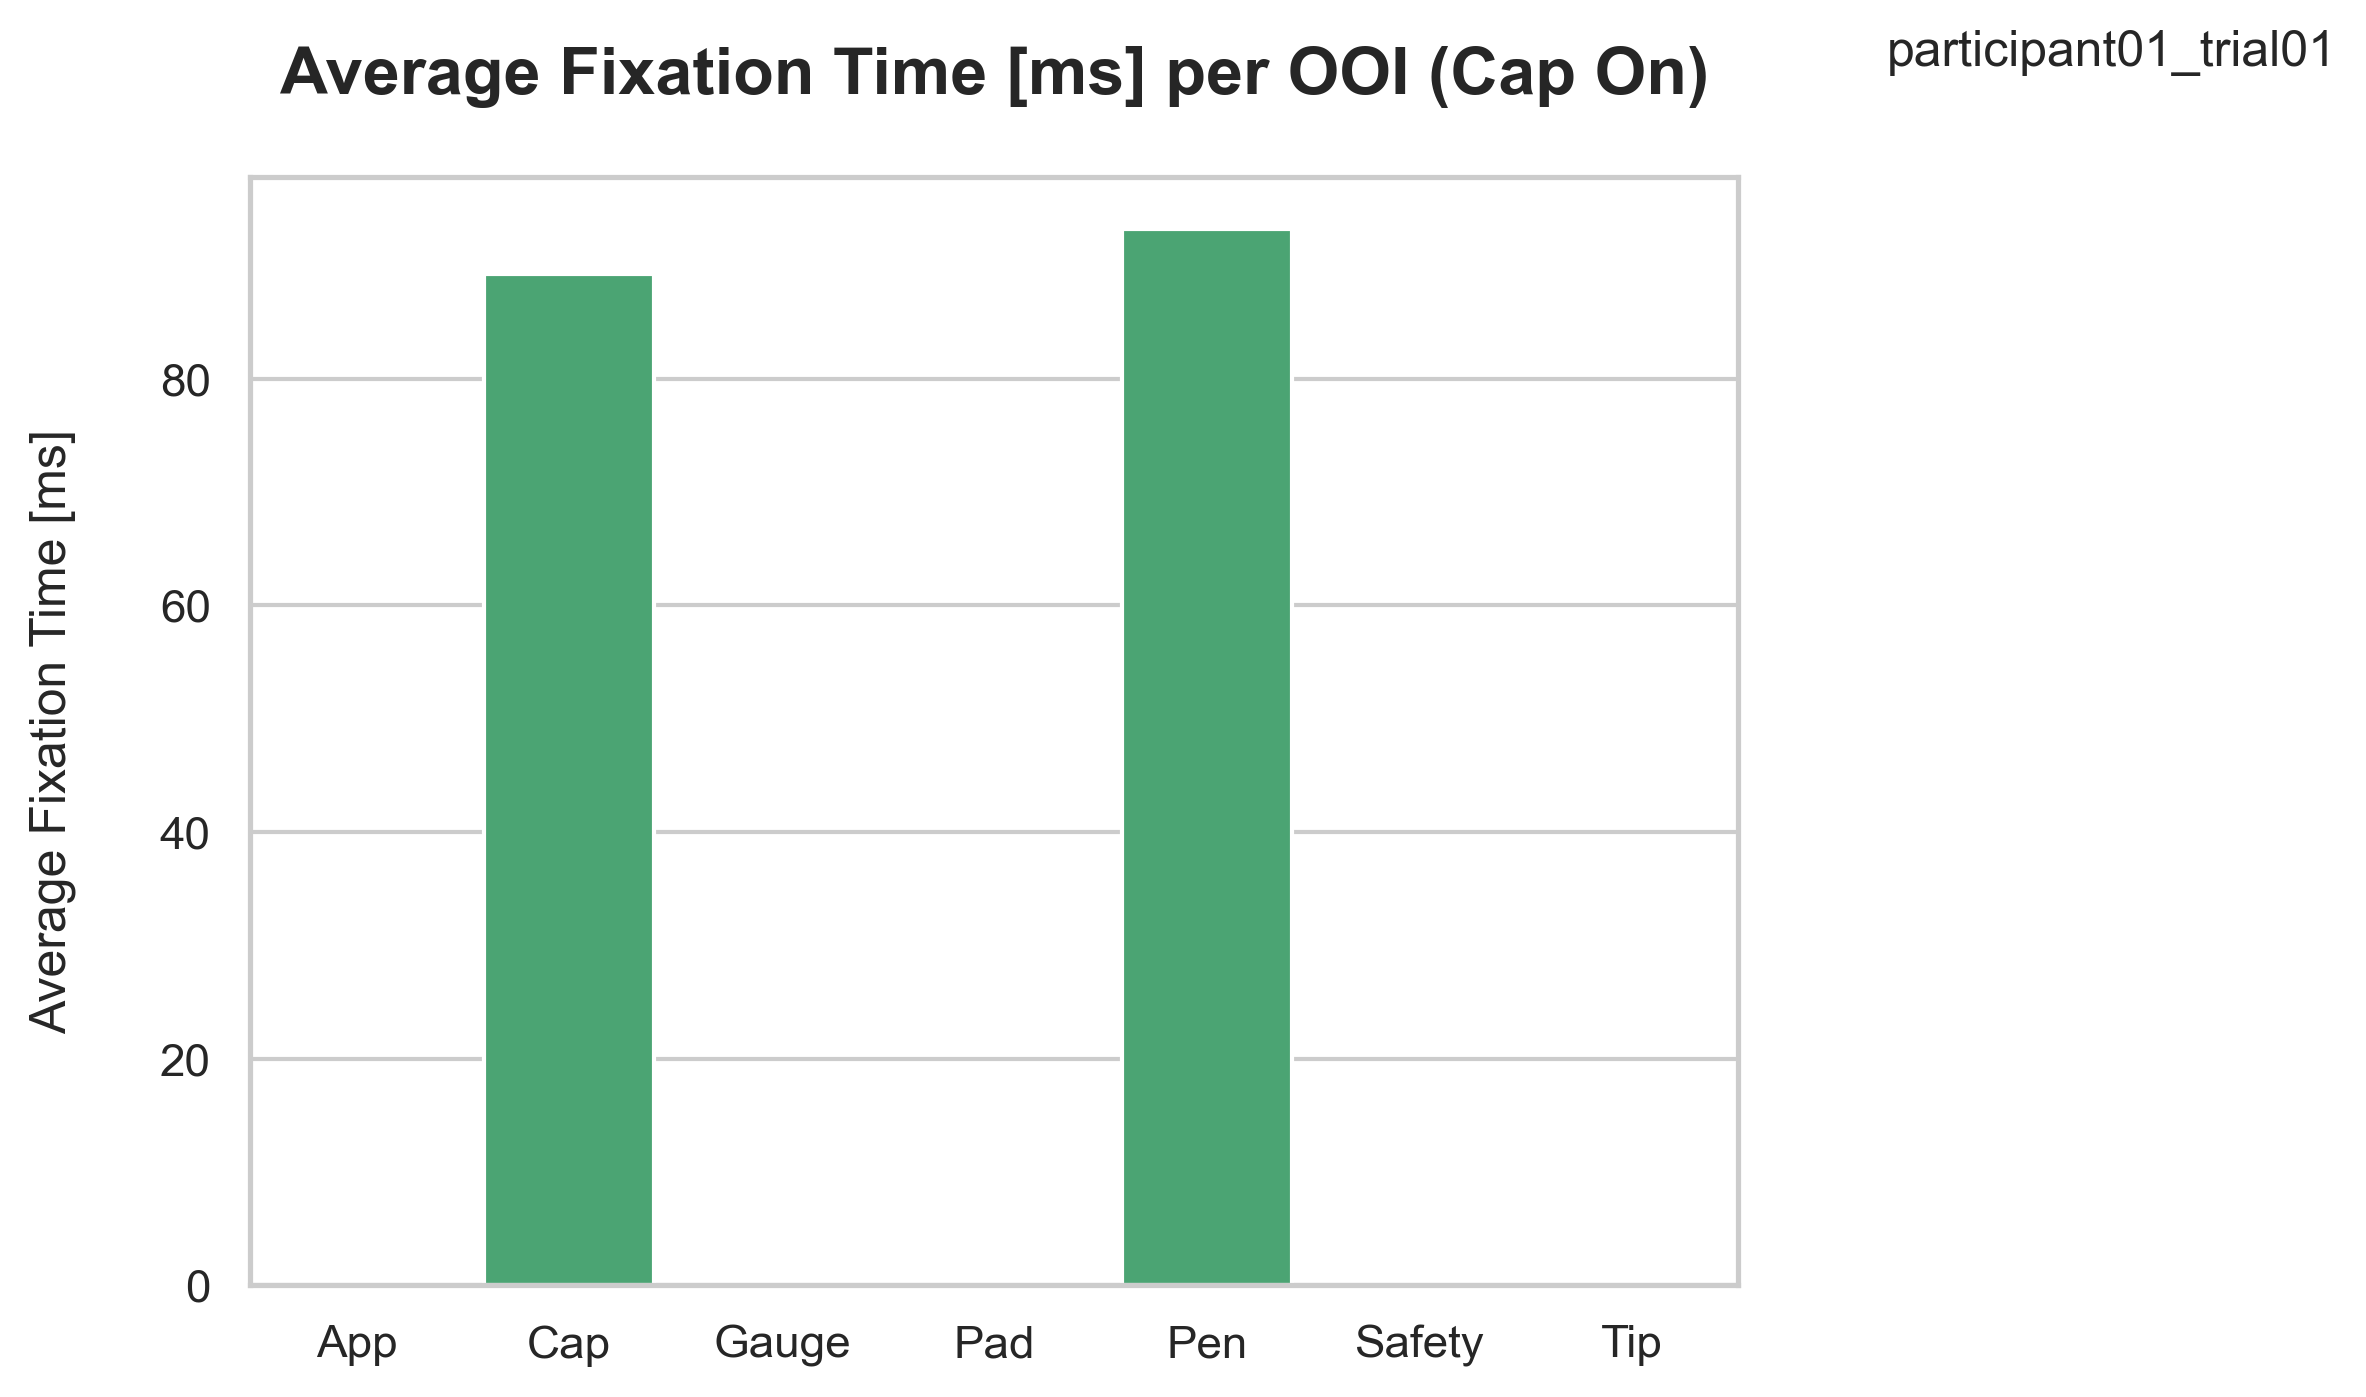 Average Fixation Time [ms] per OOI (Cap On)
participant01_trial01
Average Fixation Time [ms]
80
60
40
20
0
App Cap Gauge Pad Pen Safety Tip